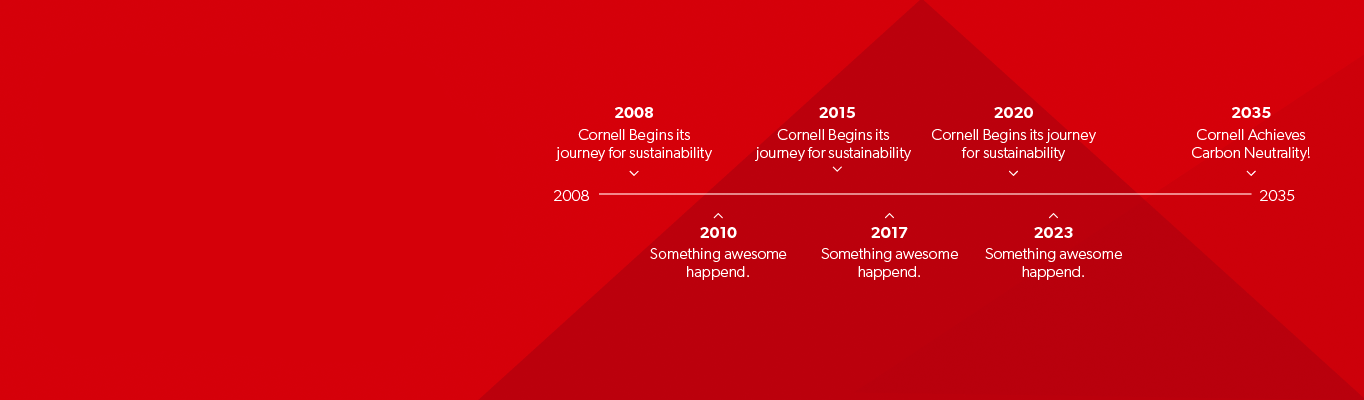 2008
Cornell Begins its
journey for sustainability
2015
Cornell Begins its
journey for sustainability
2020
Cornell Begins its journey
for sustainability
2035
Cornell Achieves
Carbon Neutrality!
2008
2035
2010
Something awesome
happend.
2017
Something awesome
happend.
2023
Something awesome
happend.